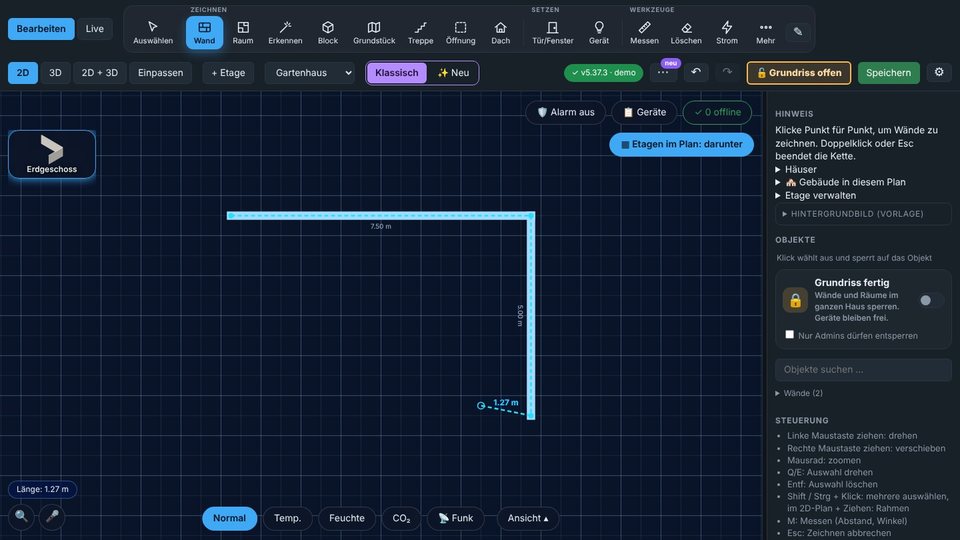 ZEICHNEN
SETZEN
WERKZEUGE
Bearbeiten
Live
Auswählen
Wand
Raum
Erkennen
Block
Grundstück
Treppe
Öffnung
Dach
Tür/Fenster
Gerät
Messen
Löschen
Strom
Mehr
2D
3D
2D + 3D
Einpassen
+ Etage
Gartenhaus
Klassisch
✨ Neu
✓ v5.37.3 · demo
neu
🔓 Grundriss offen
Speichern
🛡️ Alarm aus
📋 Geräte
✓ 0 offline
▦ Etagen im Plan: darunter
Erdgeschoss
7.50 m
5.00 m
1.27 m
Länge: 1.27 m
Normal
Temp.
Feuchte
CO₂
📡 Funk
Ansicht ▴
HINWEIS
Klicke Punkt für Punkt, um Wände zu
zeichnen. Doppelklick oder Esc
beendet die Kette.
▶ Häuser
▶ 🏘️ Gebäude in diesem Plan
▶ Etage verwalten
▶ HINTERGRUNDBILD (VORLAGE)
OBJEKTE
Klick wählt aus und sperrt auf das Objekt
Grundriss fertig
Wände und Räume im
ganzen Haus sperren.
Geräte bleiben frei.
Nur Admins dürfen entsperren
Objekte suchen ...
▶ Wände (2)
STEUERUNG
• Linke Maustaste ziehen: drehen
• Rechte Maustaste ziehen: verschieben
• Mausrad: zoomen
• Q/E: Auswahl drehen
• Entf: Auswahl löschen
• Shift / Strg + Klick: mehrere auswählen,
im 2D-Plan + Ziehen: Rahmen
• M: Messen (Abstand, Winkel)
• Esc: Zeichnen abbrechen